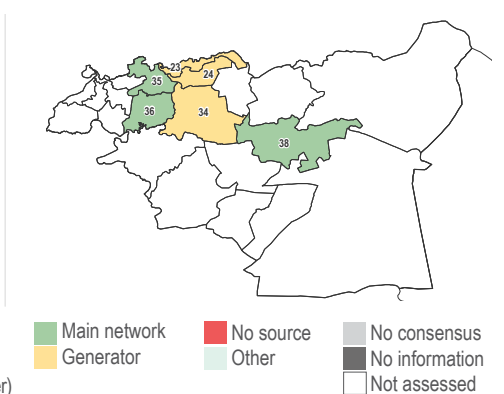 23
24
35
36
34
38
Main network
Generator
No source
Other
No consensus
No information
Not assessed
er)